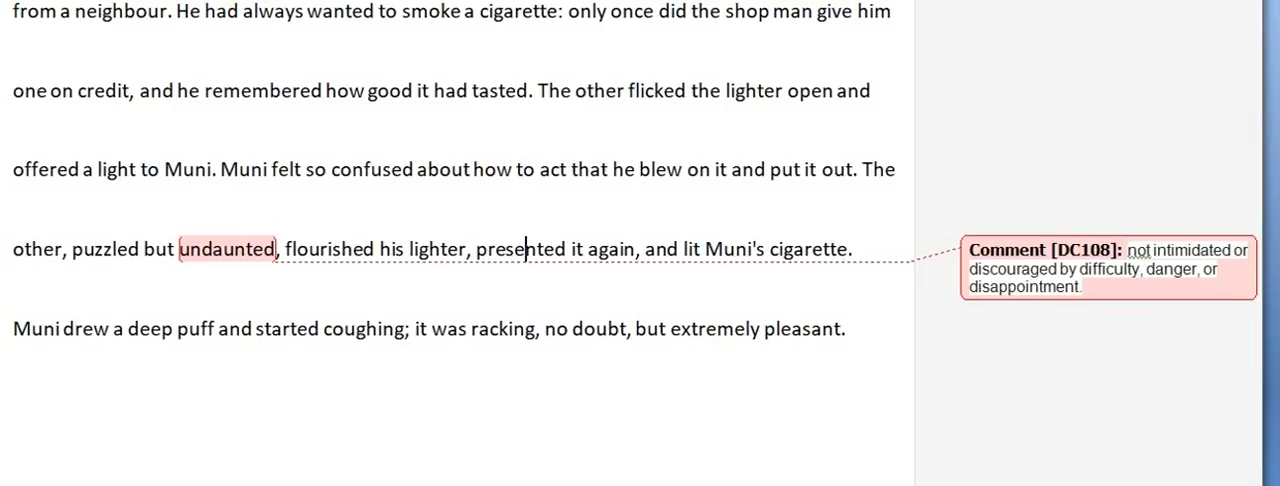 from a neighbour. He had always wanted to smoke a cigarette: only once did the shop man give him
one on credit, and he remembered how good it had tasted. The other flicked the lighter open and
offered a light to Muni. Muni felt so confused about how to act that he blew on it and put it out. The
other, puzzled but undaunted, flourished his lighter, presented it again, and lit Muni's cigarette.
Muni drew a deep puff and started coughing; it was racking, no doubt, but extremely pleasant.
Comment [DC108]: not intimidated or
discouraged by difficulty, danger, or
disappointment.